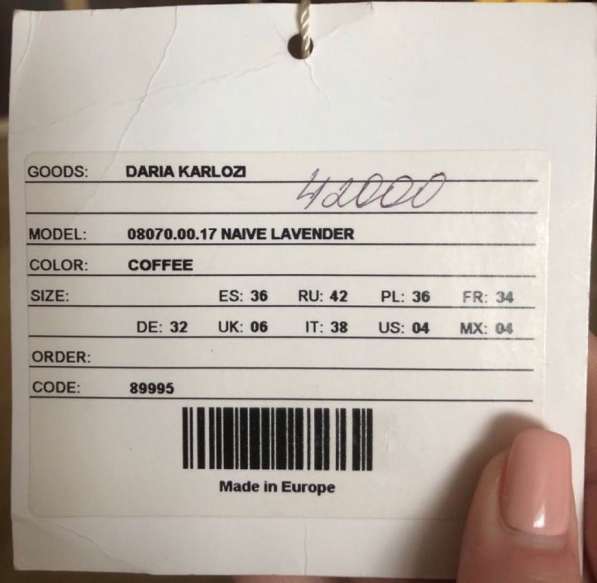 GOODS: DARIA KARLOZI
42000
MODEL: 08070.00.17 NAIVE LAVENDER
COLOR: COFFEE
SIZE: ES: 36 RU: 42 PL: 36 FR: 34
DE: 32 UK: 06 IT: 38 US: 04 MX: 04
ORDER:
CODE: 89995
Made in Europe